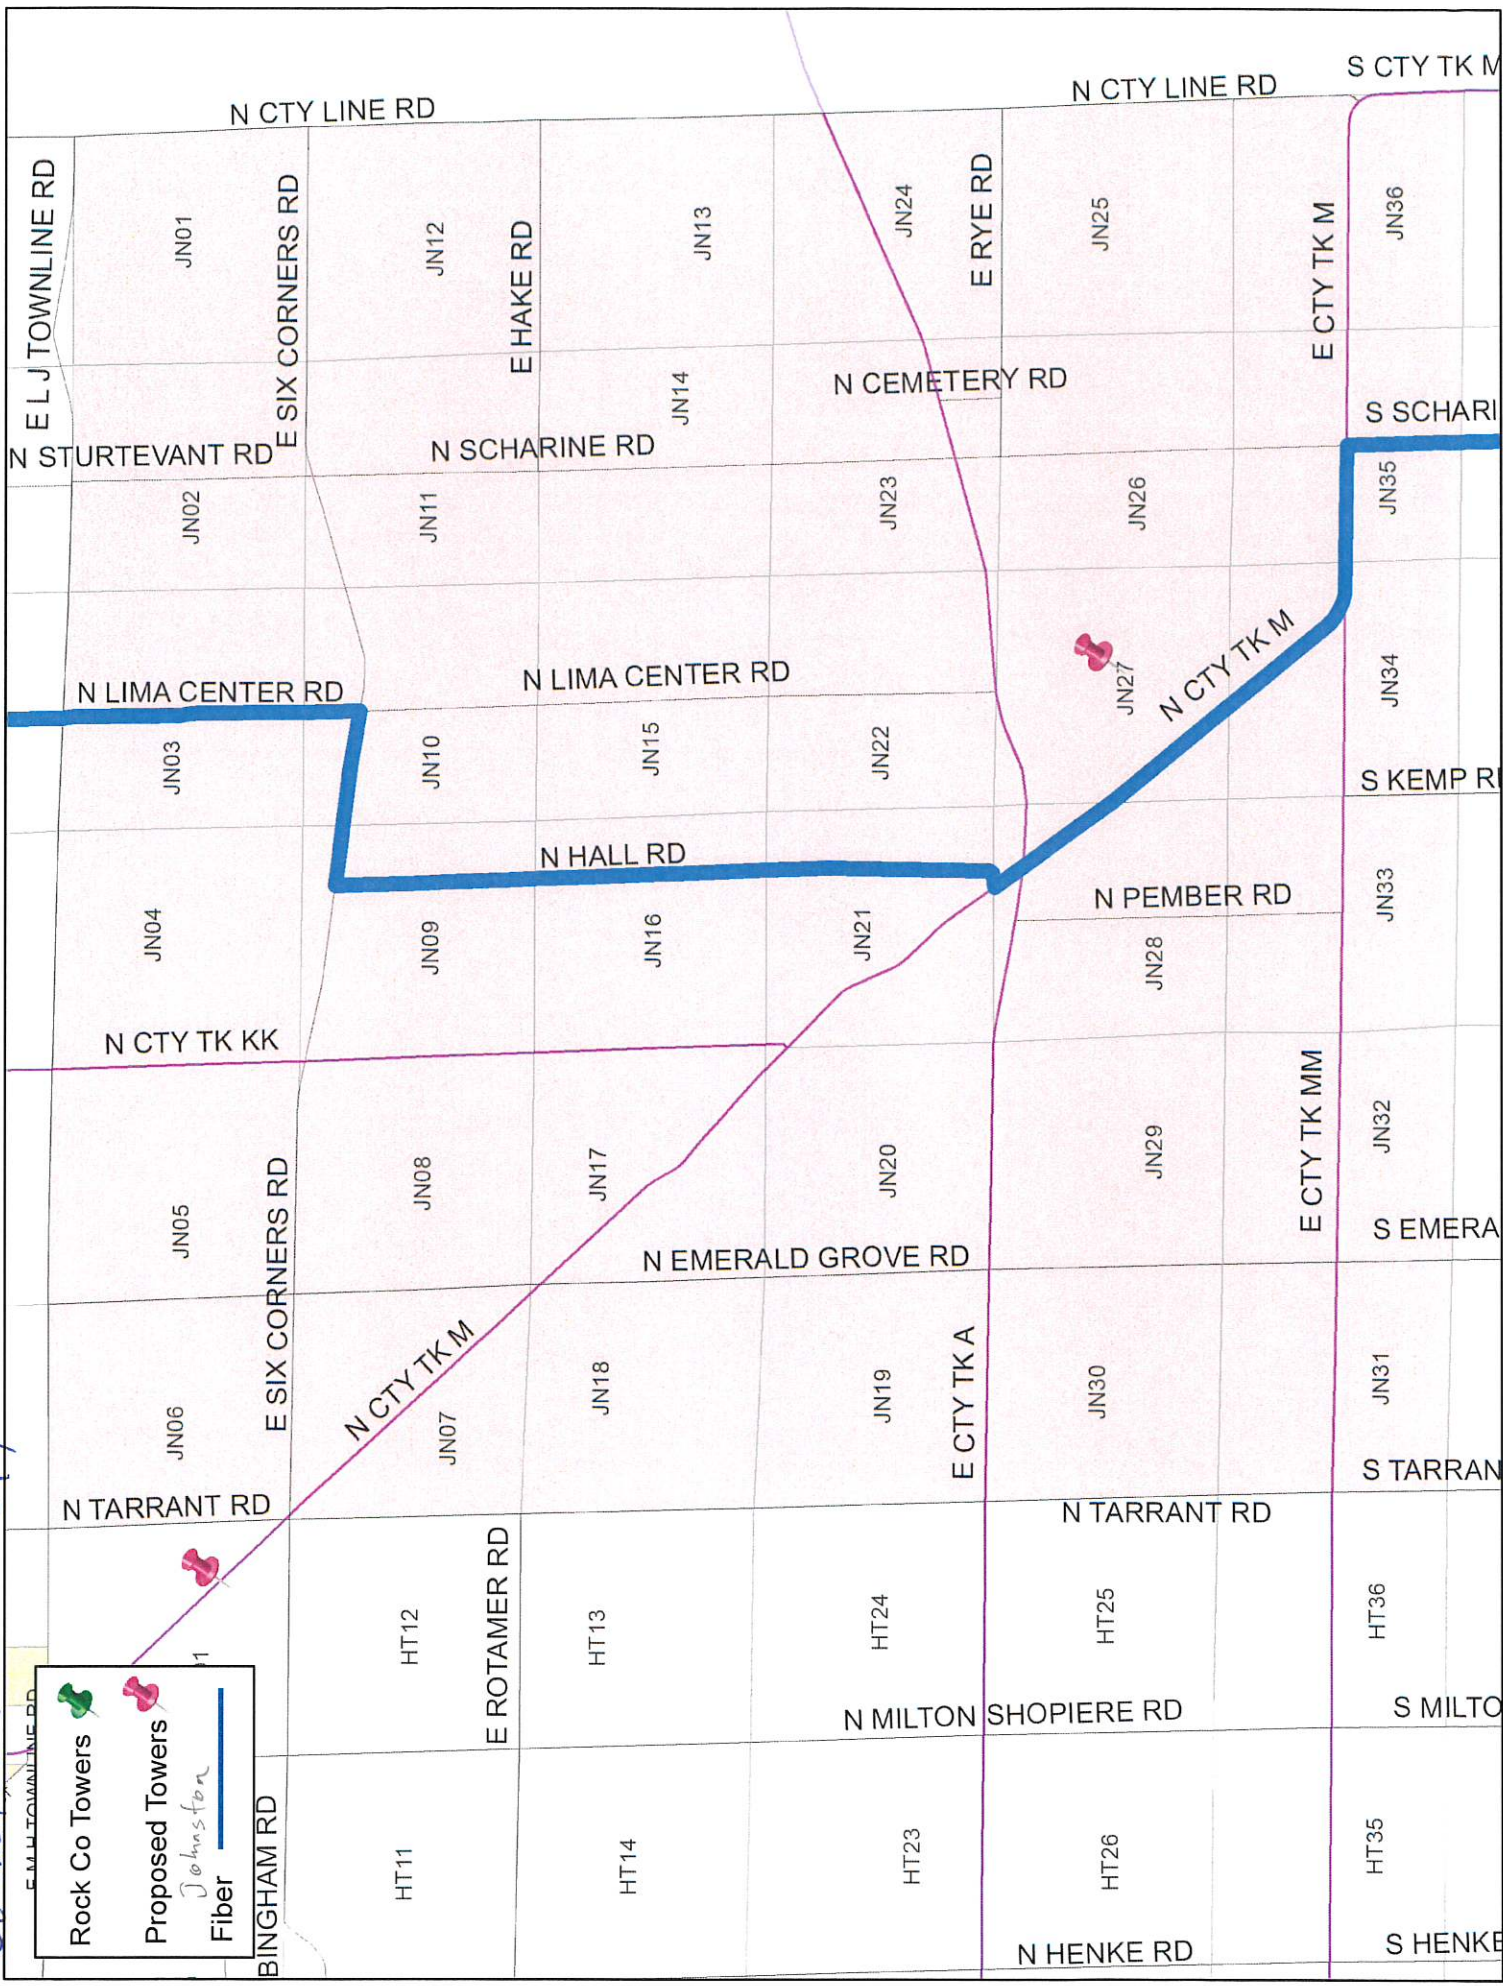 N CTY LINE RD
N CTY LINE RD
S CTY TK M
E L J TOWNLINE RD
JN01
E SIX CORNERS RD
JN12
E HAKE RD
JN13
JN24
E RYE RD
JN25
E CTY TK M
JN36
N STURTEVANT RD
N SCHARINE RD
JN14
N CEMETERY RD
S SCHARI
JN02
JN11
JN23
JN26
JN35
N LIMA CENTER RD
N LIMA CENTER RD
JN27
N CTY TK M
JN34
JN03
JN10
JN15
JN22
S KEMP R
N HALL RD
N PEMBER RD
JN33
JN04
JN09
JN16
JN21
JN28
N CTY TK KK
E CTY TK MM
JN32
JN05
E SIX CORNERS RD
JN08
JN17
JN20
JN29
N EMERALD GROVE RD
S EMERA
JN06
N CTY TK M
JN07
JN18
JN19
E CTY TK A
JN30
JN31
N TARRANT RD
N TARRANT RD
S TARRAN
HT12
E ROTAMER RD
HT13
HT24
HT25
HT36
N MILTON SHOPIERE RD
S MILTO
Rock Co Towers
Proposed Towers
Johnston
Fiber
BINGHAM RD
HT11
HT14
HT23
HT26
HT35
N HENKE RD
S HENKE